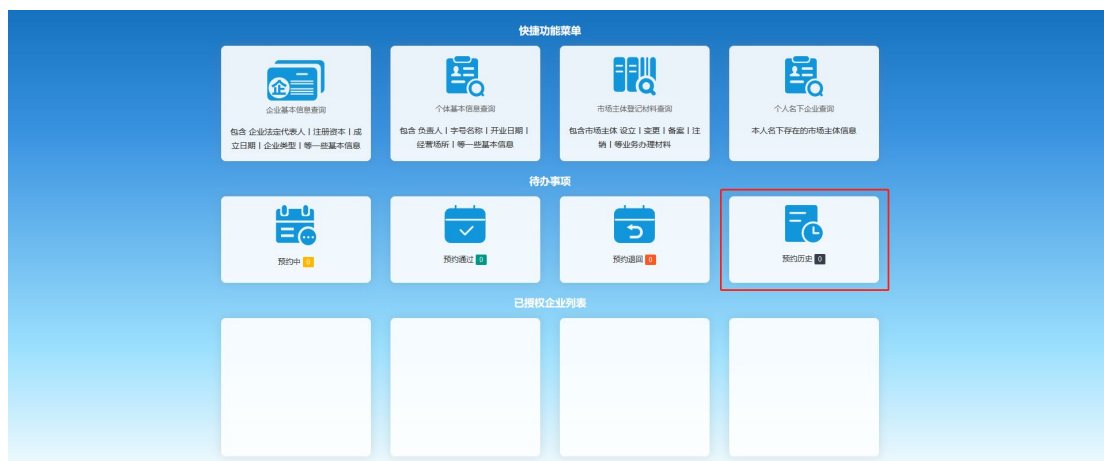 快捷功能菜单
企
企业基本信息查询
包含 企业法定代表人 | 注册资本 | 成
立日期 | 企业类型 | 等一些基本信息
个体基本信息查询
包含 负责人 | 字号名称 | 开业日期 |
经营场所 | 等一些基本信息
市场主体登记材料查询
包含市场主体 设立 | 变更 | 备案 | 注
销 | 等业务办理材料
个人名下企业查询
本人名下存在的市场主体信息
待办事项
预约中 0
预约通过 0
预约退回 0
预约历史 0
已授权企业列表